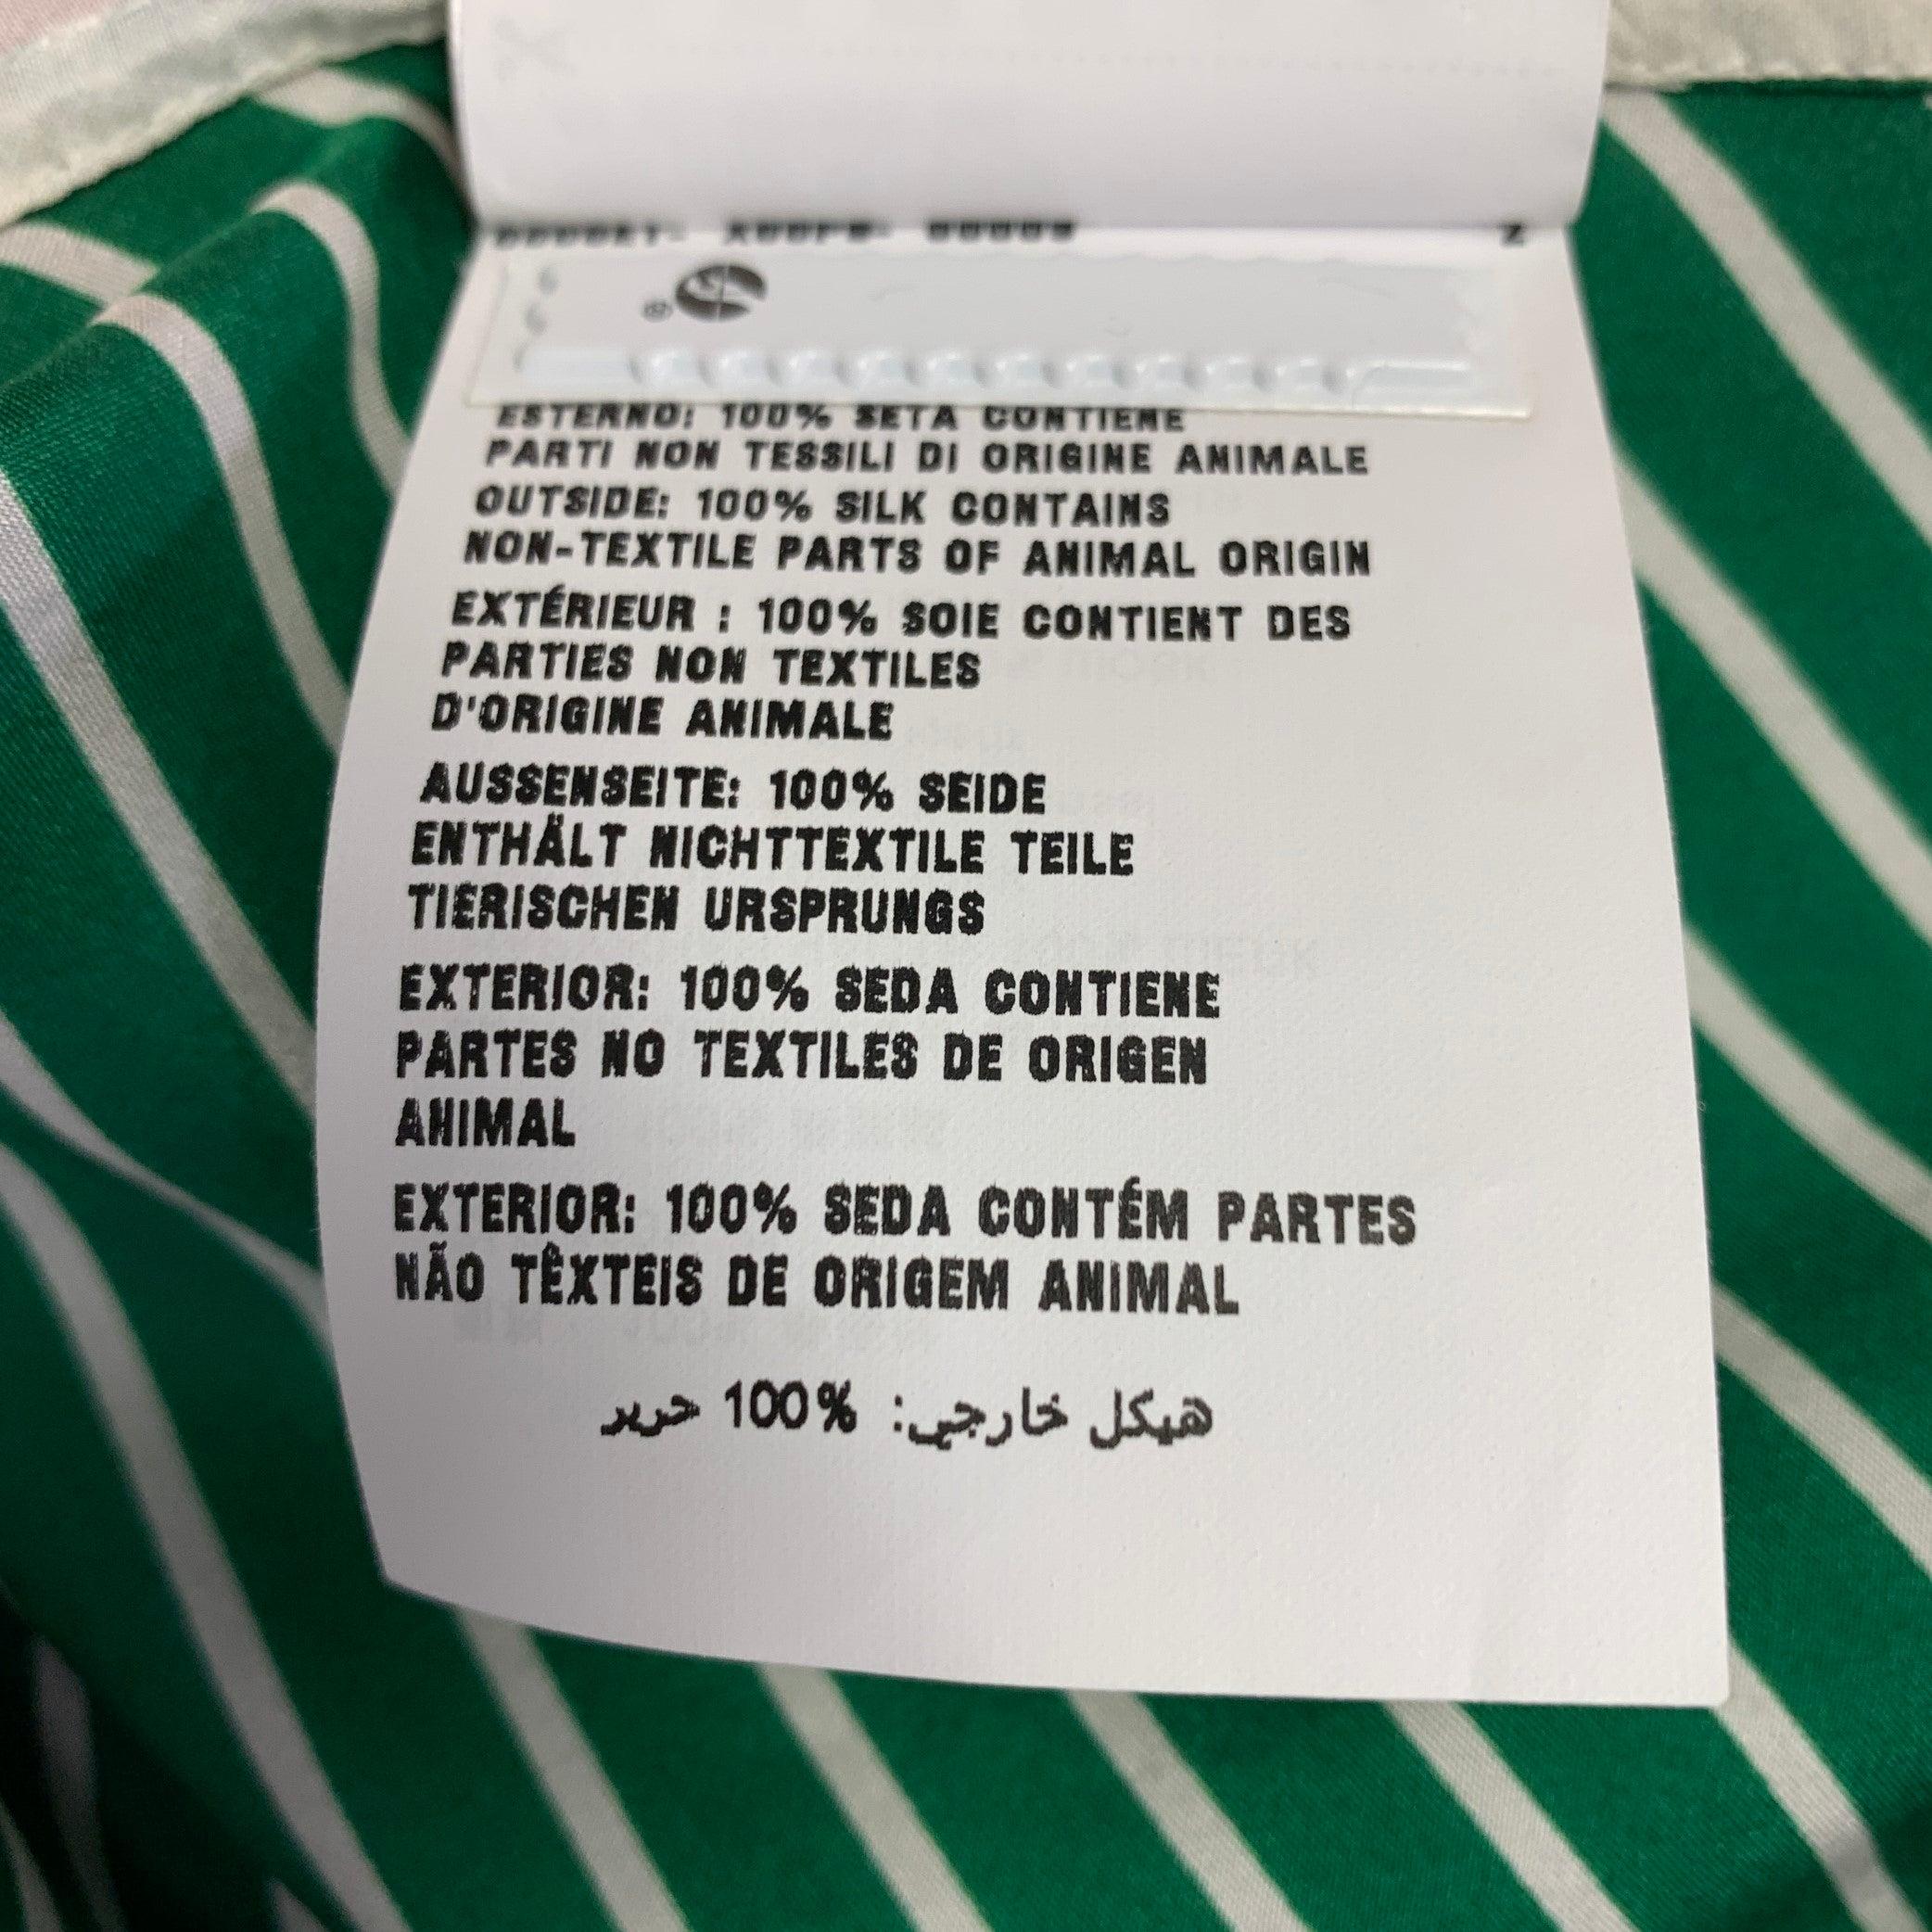 ®
ESTERNO: 100% SETA CONTIENE
PARTI NON TESSILI DI ORIGINE ANIMALE
OUTSIDE: 100% SILK CONTAINS
NON-TEXTILE PARTS OF ANIMAL ORIGIN
EXTÉRIEUR : 100% SOIE CONTIENT DES
PARTIES NON TEXTILES
D'ORIGINE ANIMALE
AUSSENSEITE: 100% SEIDE
ENTHÄLT NICHTTEXTILE TEILE
TIERISCHEN URSPRUNGS
EXTERIOR: 100% SEDA CONTIENE
PARTES NO TEXTILES DE ORIGEN
ANIMAL
EXTERIOR: 100% SEDA CONTÉM PARTES
NÃO TÊXTEIS DE ORIGEM ANIMAL
هيكل خارجي: 100% حرير